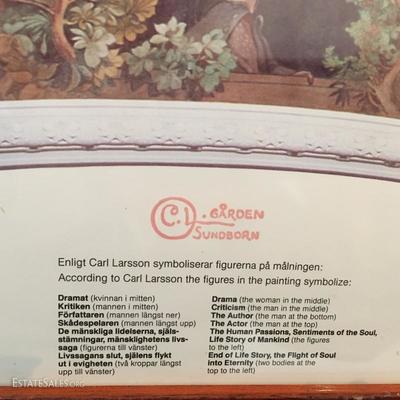 C.L. GÅRDEN
SUNDBORN
Enligt Carl Larsson symboliserar figurerna på målningen:
According to Carl Larsson the figures in the painting symbolize:
Dramat (kvinnan i mitten)
Kritiken (mannen i mitten)
Författaren (mannen längst ner)
Skådespelaren (mannen längst upp)
De mänskliga lidelserna, själs-
stämningar, mänsklighetens livs-
saga (figurerna till vänster)
Livssagans slut, själens flykt
ut i evigheten (två kroppar längst
upp till vänster)
Drama (the woman in the middle)
Criticism (the man in the middle)
The Author (the man at the bottom)
The Actor (the man at the top)
The Human Passions, Sentiments of the Soul,
Life Story of Mankind (the figures
to the left)
End of Life Story, the Flight of Soul
into Eternity (two bodies at the
top to the left)
ESTATESALES.ORG